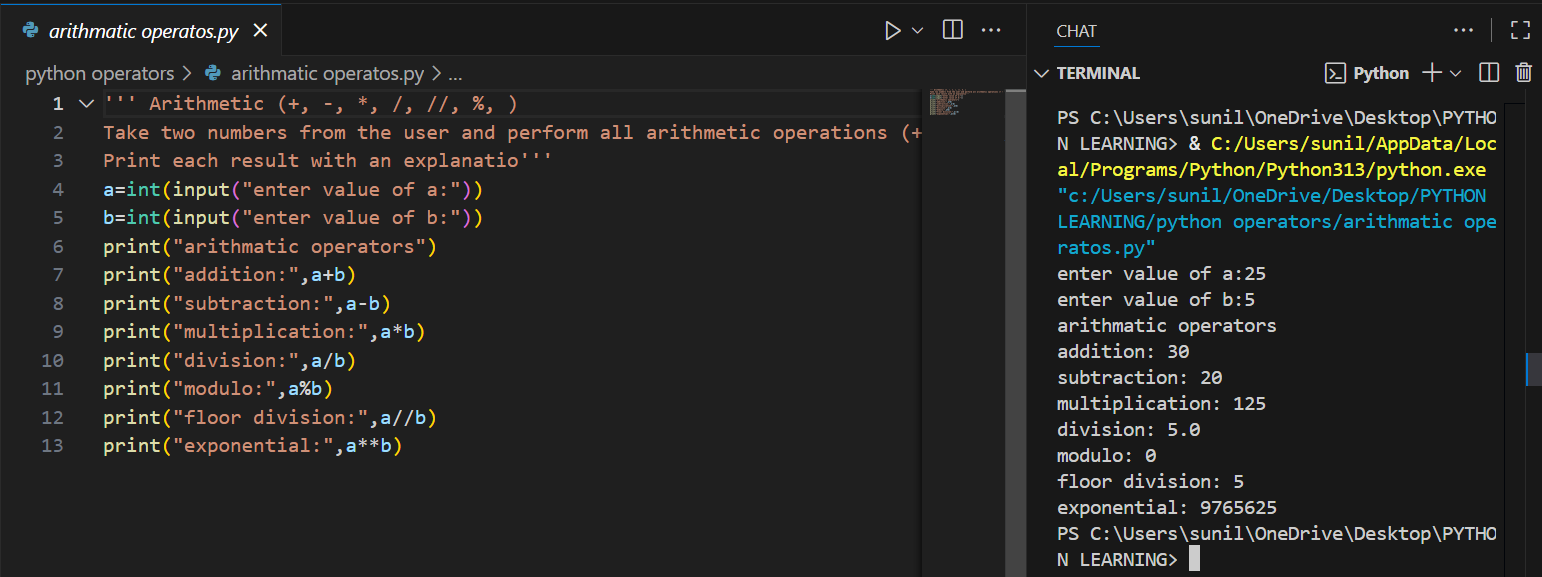 arithmatic operatos.py
python operators > arithmatic operatos.py > ...
1 ''' Arithmetic (+, -, *, /, //, %, )
2 Take two numbers from the user and perform all arithmetic operations (+
3 Print each result with an explanatio'''
4 a=int(input("enter value of a:"))
5 b=int(input("enter value of b:"))
6 print("arithmatic operators")
7 print("addition:",a+b)
8 print("subtraction:",a-b)
9 print("multiplication:",a*b)
10 print("division:",a/b)
11 print("modulo:",a%b)
12 print("floor division:",a//b)
13 print("exponential:",a**b)
CHAT
TERMINAL
Python
PS C:\Users\sunil\OneDrive\Desktop\PYTHO
N LEARNING> & C:/Users/sunil/AppData/Loc
al/Programs/Python/Python313/python.exe
"c:/Users/sunil/OneDrive/Desktop/PYTHON
LEARNING/python operators/arithmatic ope
ratos.py"
enter value of a:25
enter value of b:5
arithmatic operators
addition: 30
subtraction: 20
multiplication: 125
division: 5.0
modulo: 0
floor division: 5
exponential: 9765625
PS C:\Users\sunil\OneDrive\Desktop\PYTHO
N LEARNING>